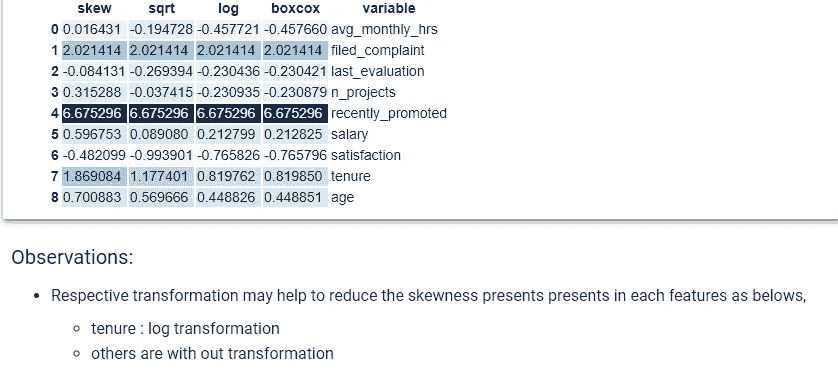 skew sqrt log boxcox variable
0 0.016431 -0.194728 -0.457721 -0.457660 avg_monthly_hrs
1 2.021414 2.021414 2.021414 2.021414 filed_complaint
2 -0.084131 -0.269394 -0.230436 -0.230421 last_evaluation
3 0.315288 -0.037415 -0.230935 -0.230879 n_projects
4 6.675296 6.675296 6.675296 6.675296 recently_promoted
5 0.596753 0.089080 0.212799 0.212825 salary
6 -0.482099 -0.993901 -0.765826 -0.765796 satisfaction
7 1.869084 1.177401 0.819762 0.819850 tenure
8 0.700883 0.569666 0.448826 0.448851 age
Observations:
• Respective transformation may help to reduce the skewness presents presents in each features as belows,
◦ tenure : log transformation
◦ others are with out transformation